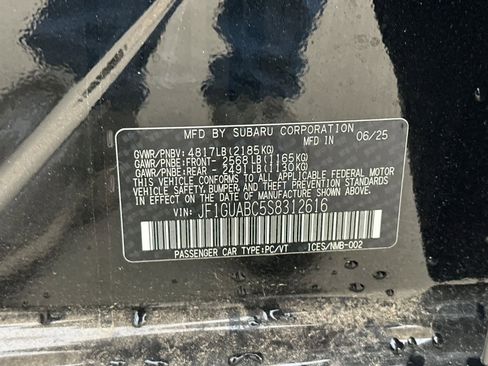 MFD BY SUBARU CORPORATION
MFD IN 06/25
GVWR/PNBV: 4817LB(2185KG)
GAWR/PNBE:FRONT- 2568LB(1165KG)
GAWR/PNBE:REAR - 2491LB(1130KG)
THIS VEHICLE CONFORMS TO ALL APPLICABLE FEDERAL MOTOR
VEHICLE SAFETY, BUMPER, AND THEFT PREVENTION STANDARDS
IN EFFECT ON THE DATE OF MANUFACTURE SHOWN ABOVE.
VIN: JF1GUABC5S8312616
PASSENGER CAR TYPE:PC/VT ICES/NMB-002